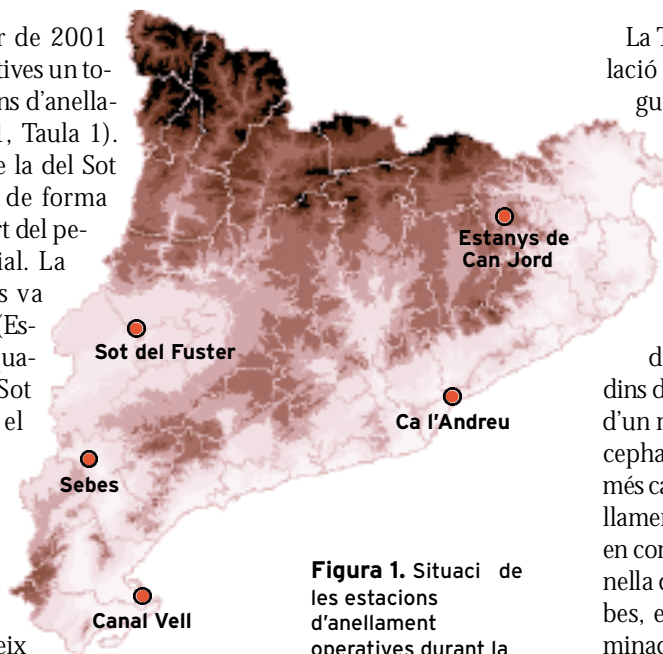 r de 2001
tives un to-
ns d'anella-
1, Taula 1).
e la del Sot
de forma
rt del pe-
ial. La
s va
(Es-
ua-
Sot
el
eix
Estanys de
Can Jord
Sot del Fuster
Ca l'Andreu
Sebes
Canal Vell
Figura 1. Situaci de
les estacions
d'anellament
operatives durant la
La T
lació
gu
d
dins d
d'un
cepha
més ca
llamen
en con
nella
bes, e
minad